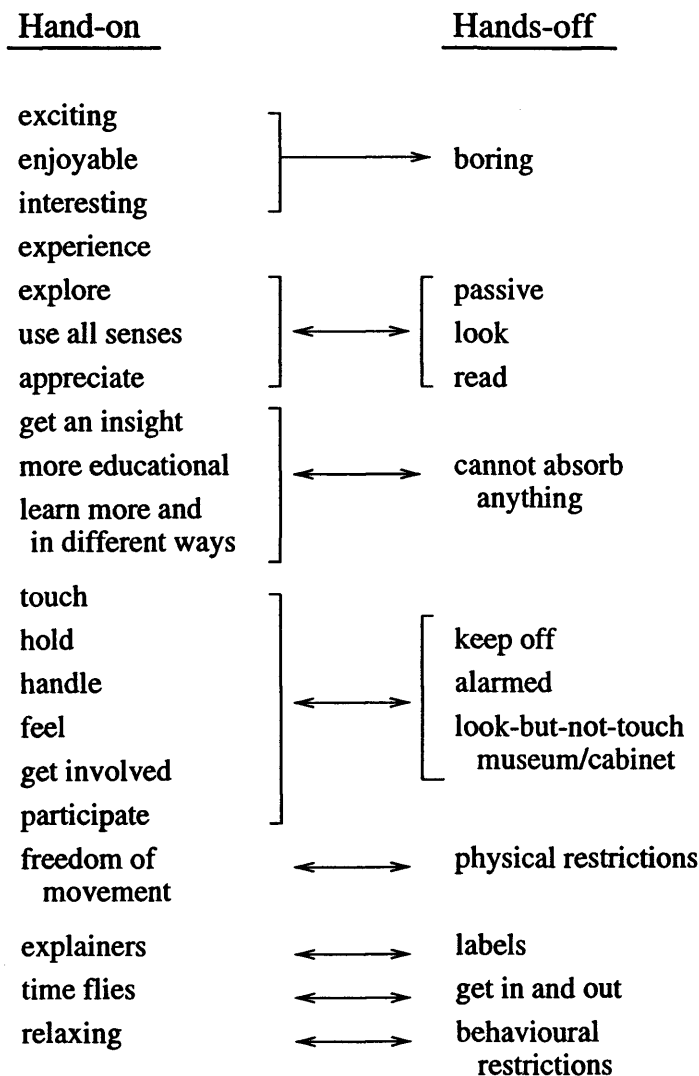 Hand-on Hands-off
exciting
enjoyable boring
interesting
experience
explore passive
use all senses look
appreciate read
get an insight
more educational cannot absorb
anything
learn more and
in different ways
touch
hold keep off
handle alarmed
feel look-but-not-touch
museum/cabinet
get involved
participate
freedom of physical restrictions
movement
explainers labels
time flies get in and out
relaxing behavioural
restrictions